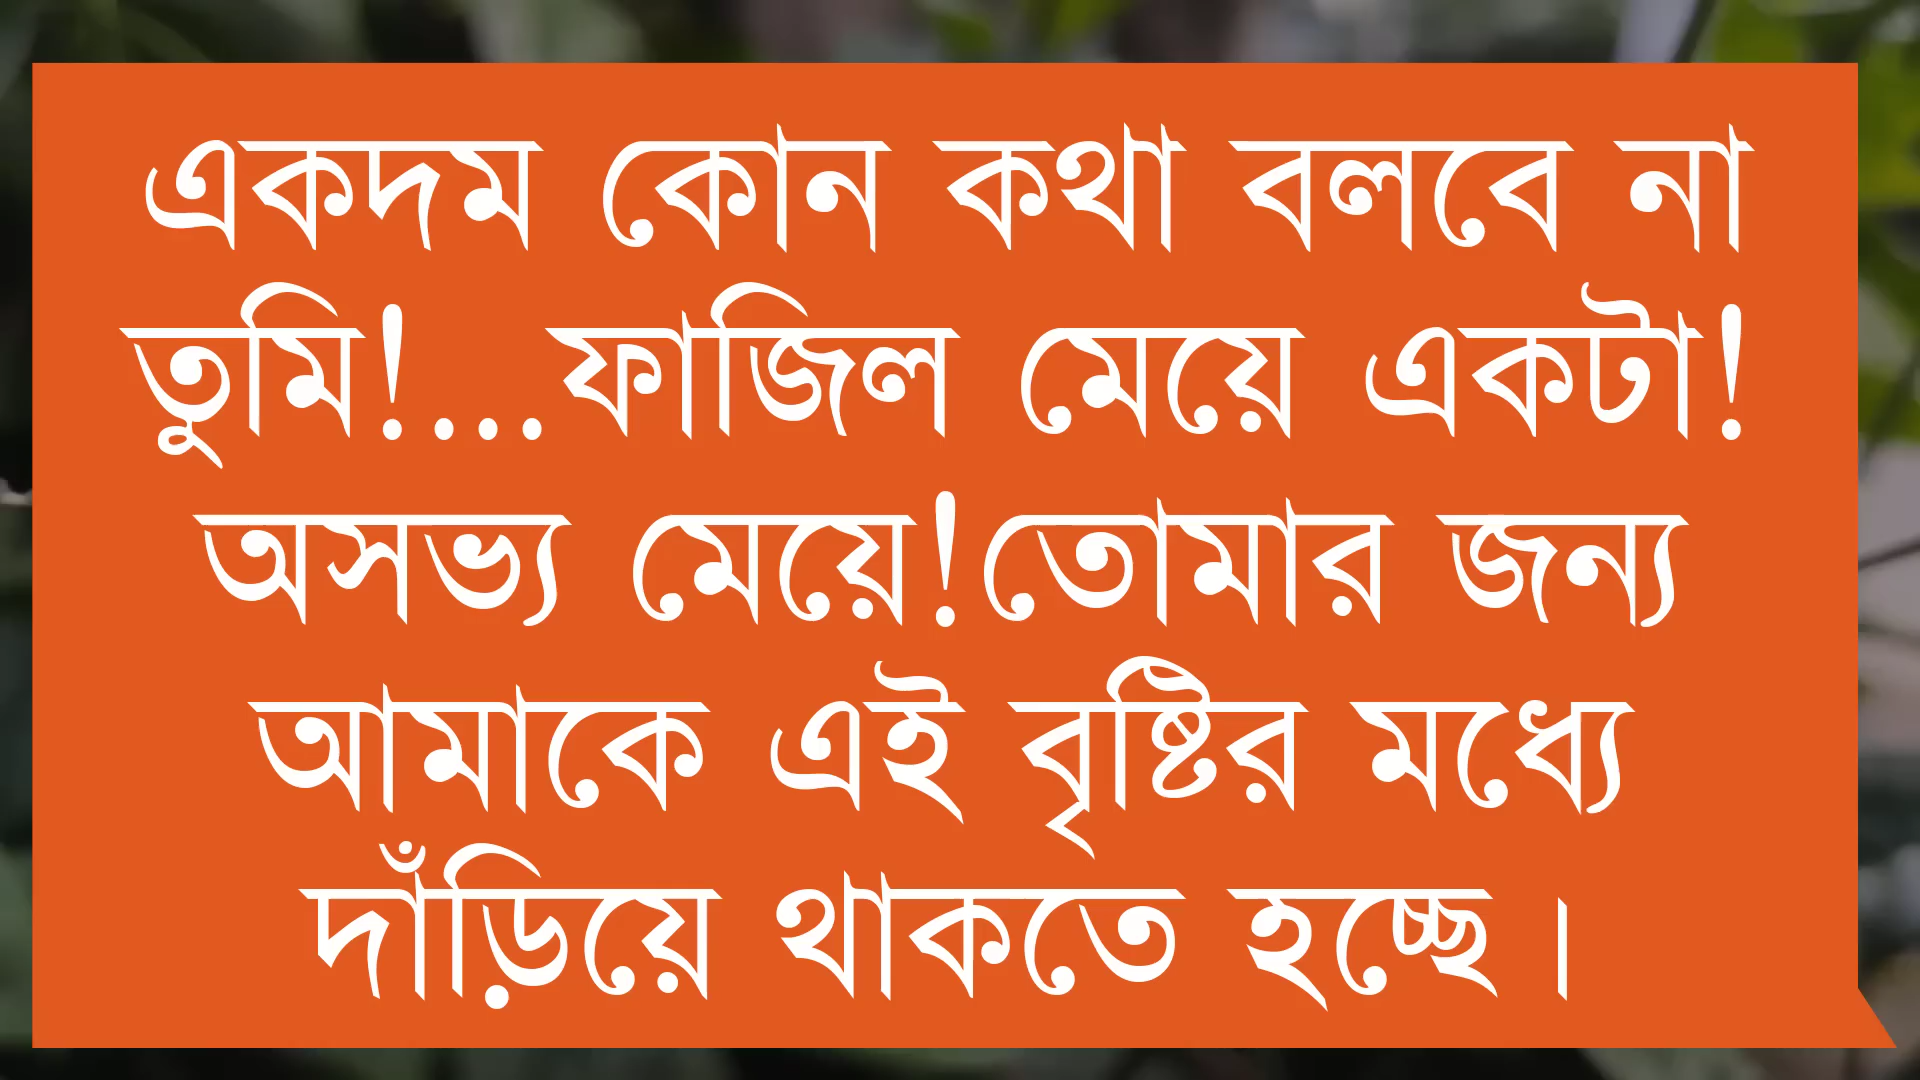 একদম কোন কথা বলবে না
তুমি!...ফাজিল মেয়ে একটা!
অসভ্য মেয়ে!তোমার জন্য
আমাকে এই বৃষ্টির মধ্যে
দাঁড়িয়ে থাকতে হচ্ছে।